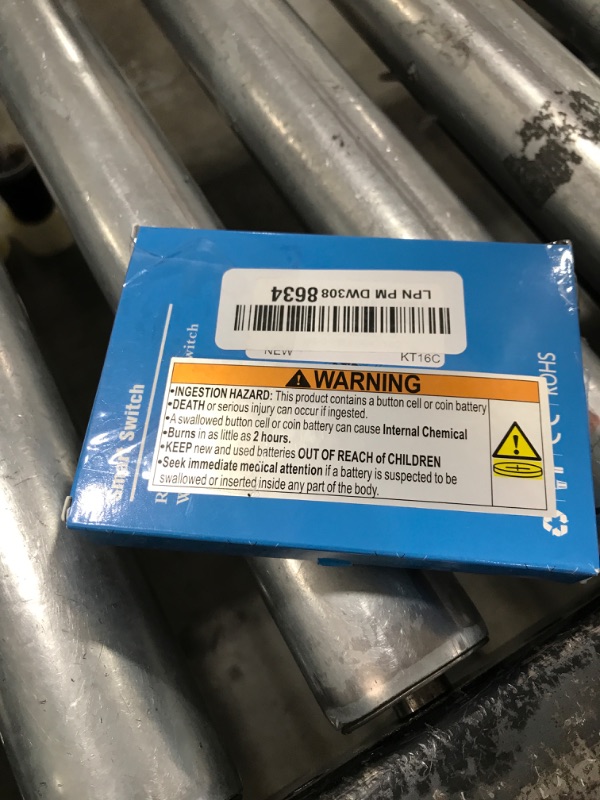 LPN PM DW308 8634
NEW
KT16C
WARNING
•INGESTION HAZARD: This product contains a button cell or coin battery
•DEATH or serious injury can occur if ingested.
•A swallowed button cell or coin battery can cause Internal Chemical
•Burns in as little as 2 hours.
•KEEP new and used batteries OUT OF REACH of CHILDREN
•Seek immediate medical attention if a battery is suspected to be
swallowed or inserted inside any part of the body.
Smart Switch
R
W
witch
FC
ROHS